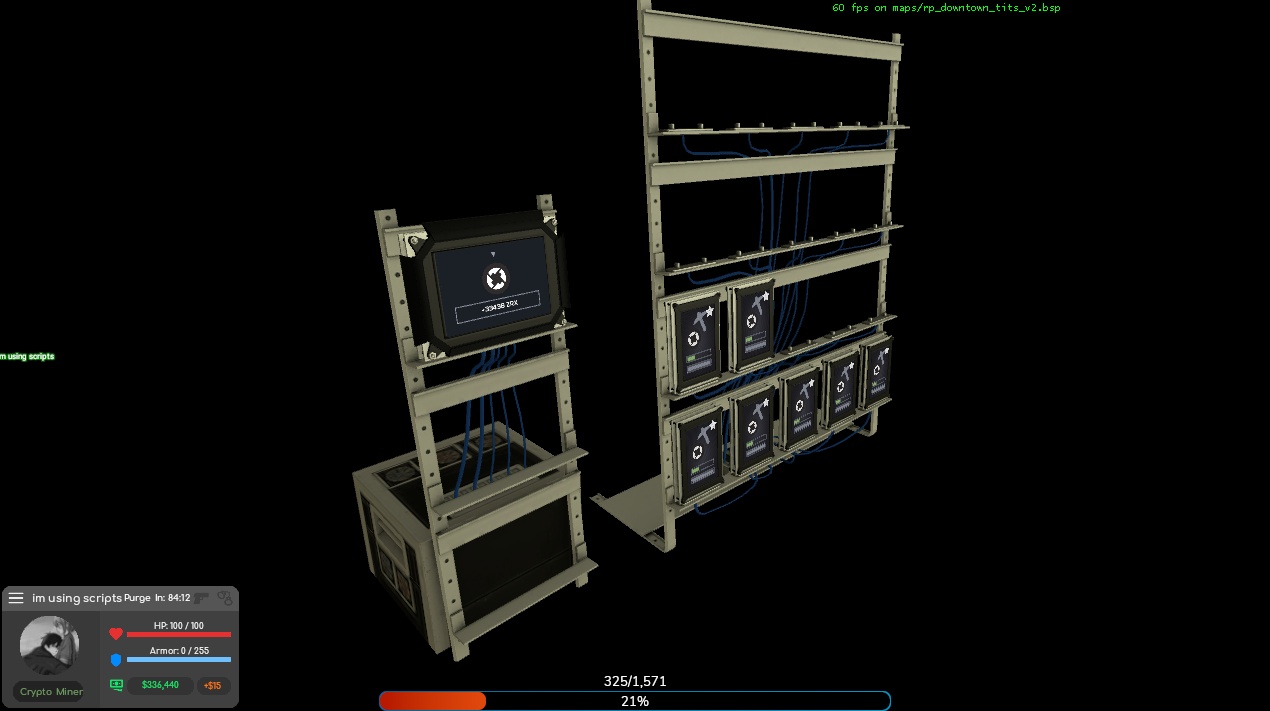 60 fps on maps/rp_downtown_tits_v2.bsp
+33438 ZRX
m using scripts
im using scripts Purge In: 84:12
HP: 100 / 100
Armor: 0 / 255
$336,440 +$15
Crypto Miner
325/1,571
21%